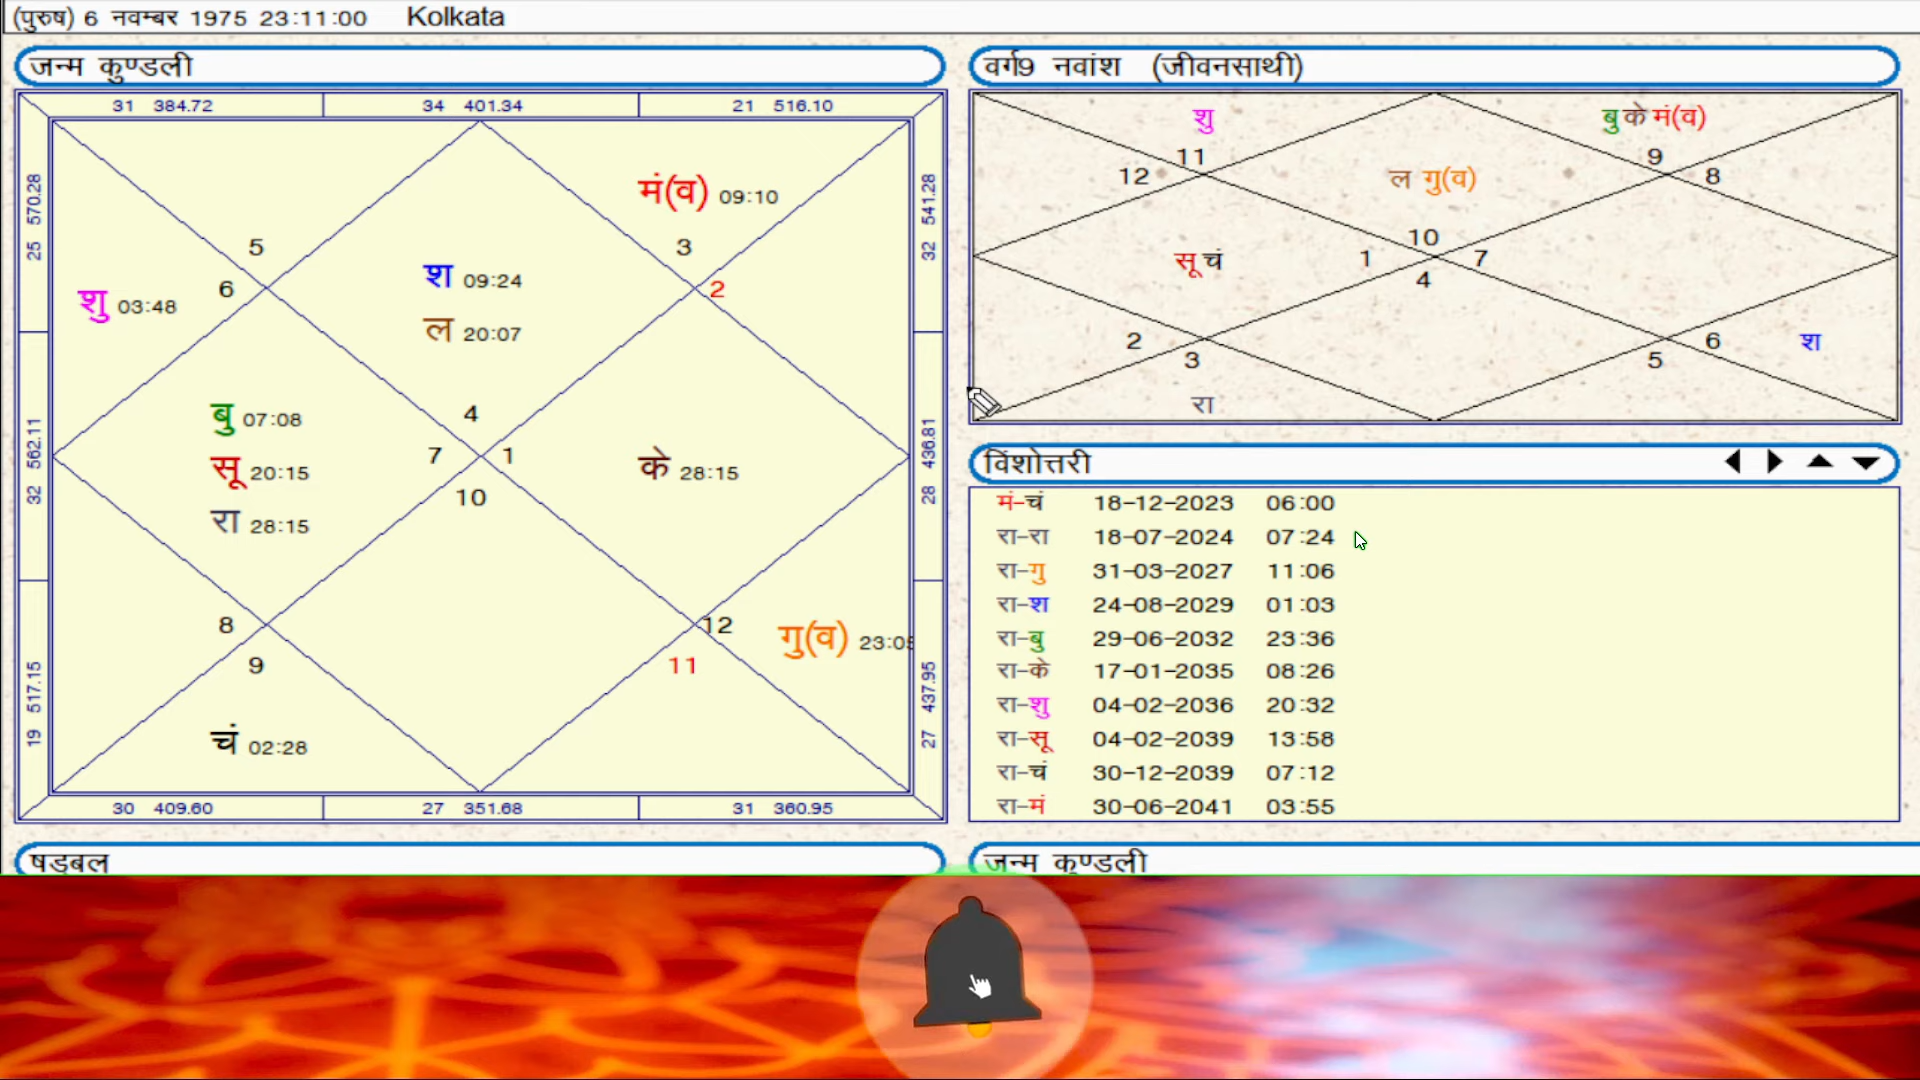 (पुरुष) 6 नवम्बर 1975 23:11:00 Kolkata
जन्म कुण्डली
31 384.72 34 401.34 21 516.10
25 570.28
32 562.11
19 517.15
मं(व) 09:10
5
3
श 09:24
6
2
शु 03:48
ल 20:07
बु 07:08
4
7
1
सू 20:15
के 28:15
10
रा 28:15
8
12
गु(व) 23:05
9
11
चं 02:28
32 541.28
28 436.81
27 437.95
30 409.60 27 351.68 31 360.95
षड्बल
वर्ग9 नवांश (जीवनसाथी)
शु
बु के मं(व)
11
9
12
ल गु(व)
8
10
सू चं
1
7
4
2
6
श
3
5
रा
विंशोत्तरी
मं-चं 18-12-2023 06:00
रा-रा 18-07-2024 07:24
रा-गु 31-03-2027 11:06
रा-श 24-08-2029 01:03
रा-बु 29-06-2032 23:36
रा-के 17-01-2035 08:26
रा-शु 04-02-2036 20:32
रा-सू 04-02-2039 13:58
रा-चं 30-12-2039 07:12
रा-मं 30-06-2041 03:55
जन्म कुण्डली